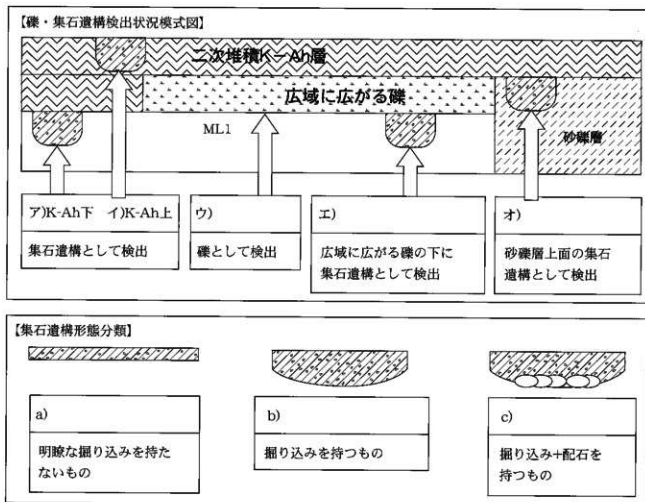 【礫・集石遺構検出状況模式図】
二次堆積K－Ah層
広域に広がる礫
ML1
砂礫層
ア)K-Ah下 イ)K-Ah上
集石遺構として検出
ウ)
礫として検出
エ)
広域に広がる礫の下に
集石遺構として検出
オ)
砂礫層上面の集石
遺構として検出
【集石遺構形態分類】
a)
明瞭な掘り込みを持た
ないもの
b)
掘り込みを持つもの
c)
掘り込み+配石を
持つもの